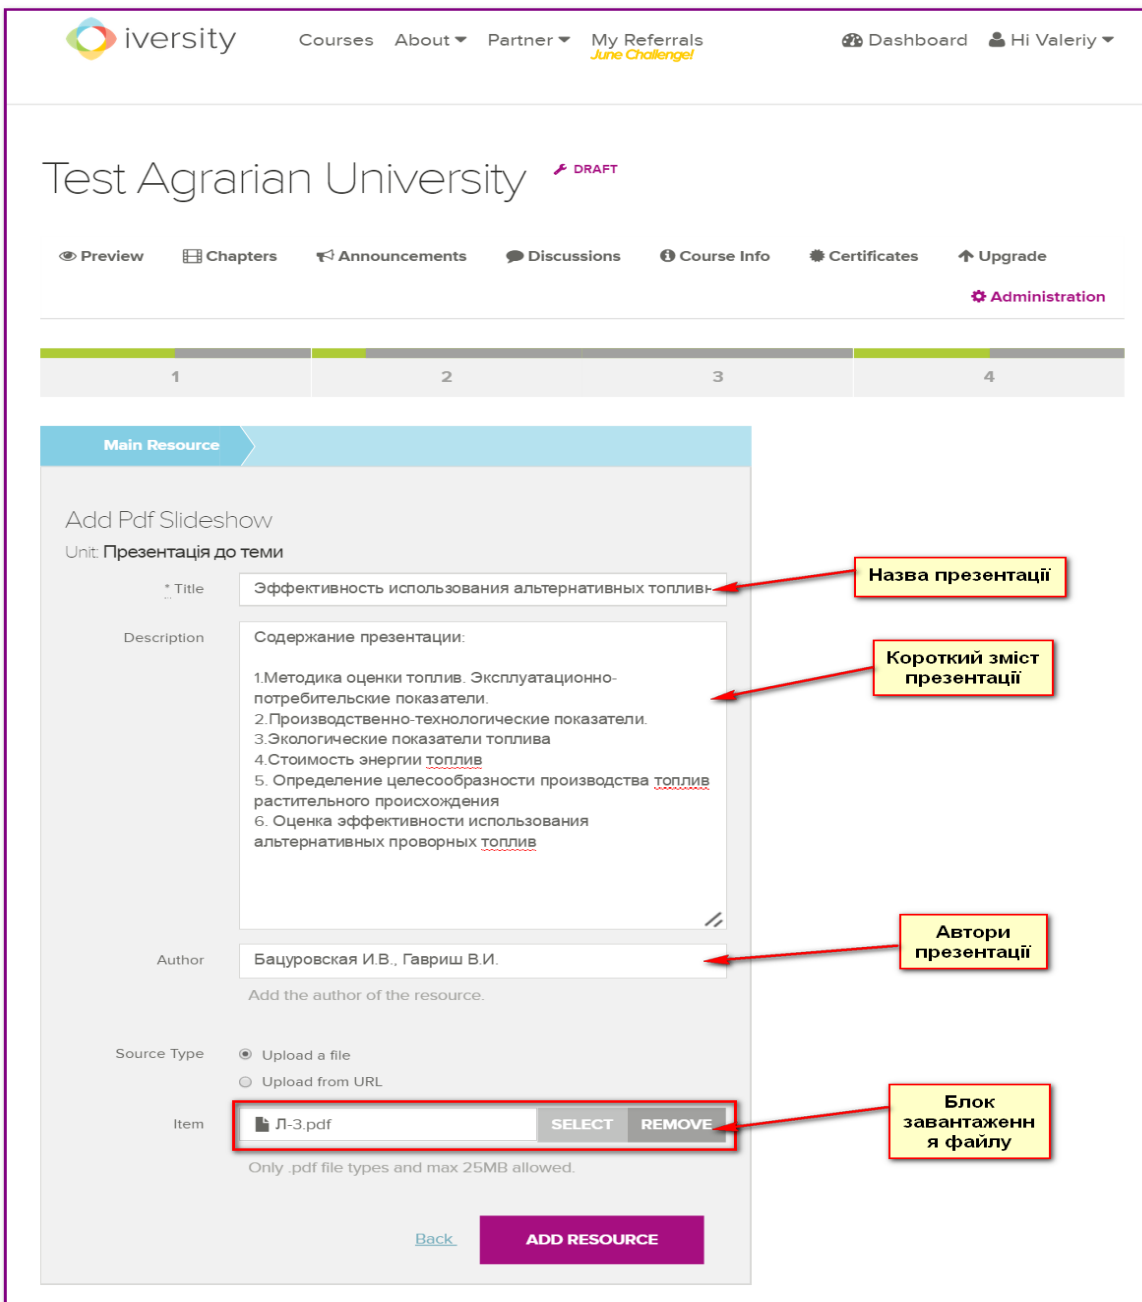 iversity Courses About Partner My Referrals Dashboard Hi Valeriy
June Challenge!
Test Agrarian University DRAFT
Preview Chapters Announcements Discussions Course Info Certificates Upgrade
Administration
1 2 3 4
Main Resource
Add Pdf Slideshow
Unit: Презентація до теми
* Title Эффективность использования альтернативных топливн
Назва презентації
Description Содержание презентации:
1.Методика оценки топлив. Эксплуатационно-
потребительские показатели.
2.Производственно-технологические показатели.
3.Экологические показатели топлива
4.Стоимость энергии топлив
5. Определение целесообразности производства топлив
растительного происхождения
6. Оценка эффективности использования
альтернативных проворных топлив
Короткий зміст
презентації
Author Бацуровская И.В., Гавриш В.И.
Автори
презентації
Add the author of the resource.
Source Type Upload a file
Upload from URL
Item Л-3.pdf SELECT REMOVE
Блок
завантаженн
я файлу
Only .pdf file types and max 25MB allowed.
Back ADD RESOURCE